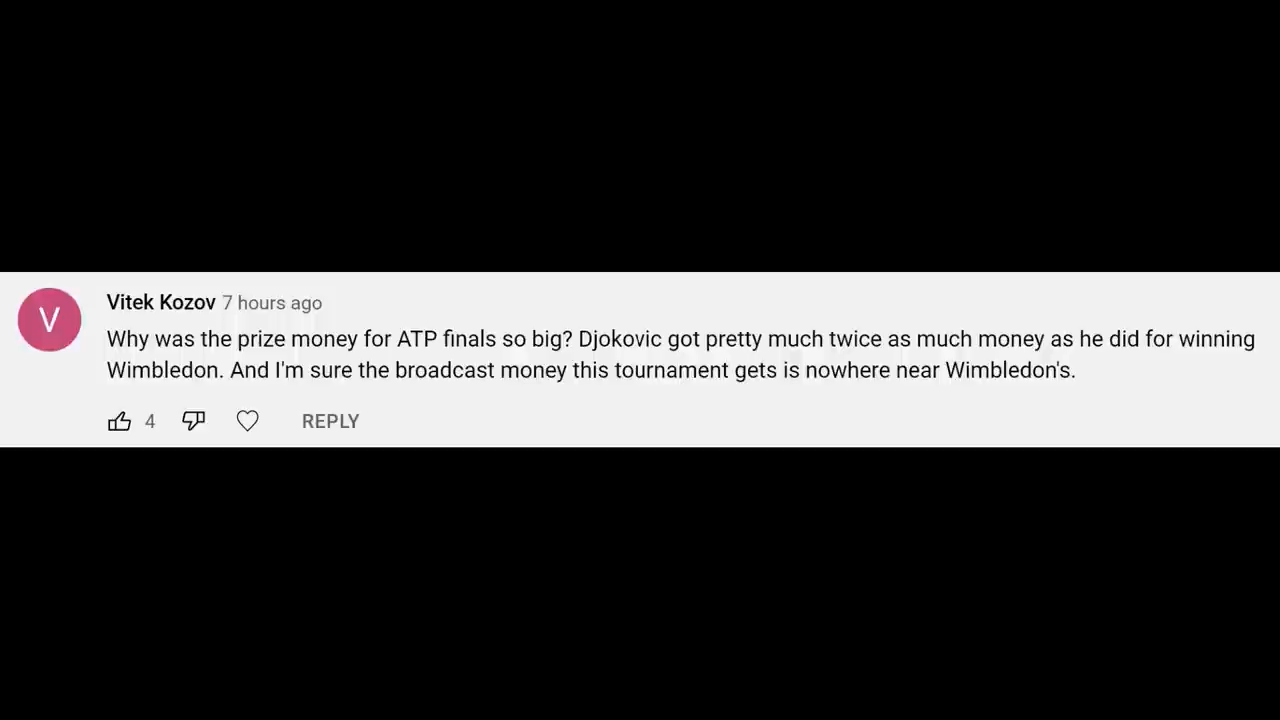 Vitek Kozov 7 hours ago
Why was the prize money for ATP finals so big? Djokovic got pretty much twice as much money as he did for winning
Wimbledon. And I'm sure the broadcast money this tournament gets is nowhere near Wimbledon's.
4 REPLY